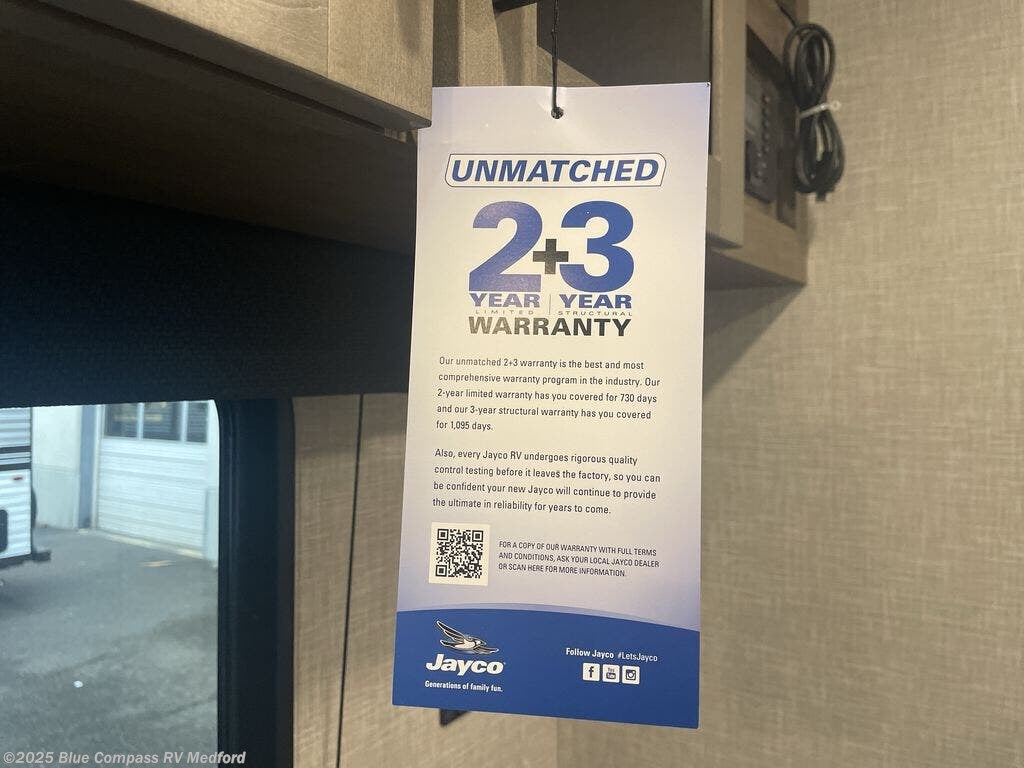 UNMATCHED
2+3
YEAR | YEAR
LIMITED STRUCTURAL
WARRANTY
Our unmatched 2+3 warranty is the best and most
comprehensive warranty program in the industry. Our
2-year limited warranty has you covered for 730 days
and our 3-year structural warranty has you covered
for 1,095 days.
Also, every Jayco RV undergoes rigorous quality
control testing before it leaves the factory, so you can
be confident your new Jayco will continue to provide
the ultimate in reliability for years to come.
FOR A COPY OF OUR WARRANTY WITH FULL TERMS
AND CONDITIONS, ASK YOUR LOCAL JAYCO DEALER
OR SCAN HERE FOR MORE INFORMATION.
Jayco
Generations of family fun.
Follow Jayco #LetsJayco
f You Tube
©2025 Blue Compass RV Medford